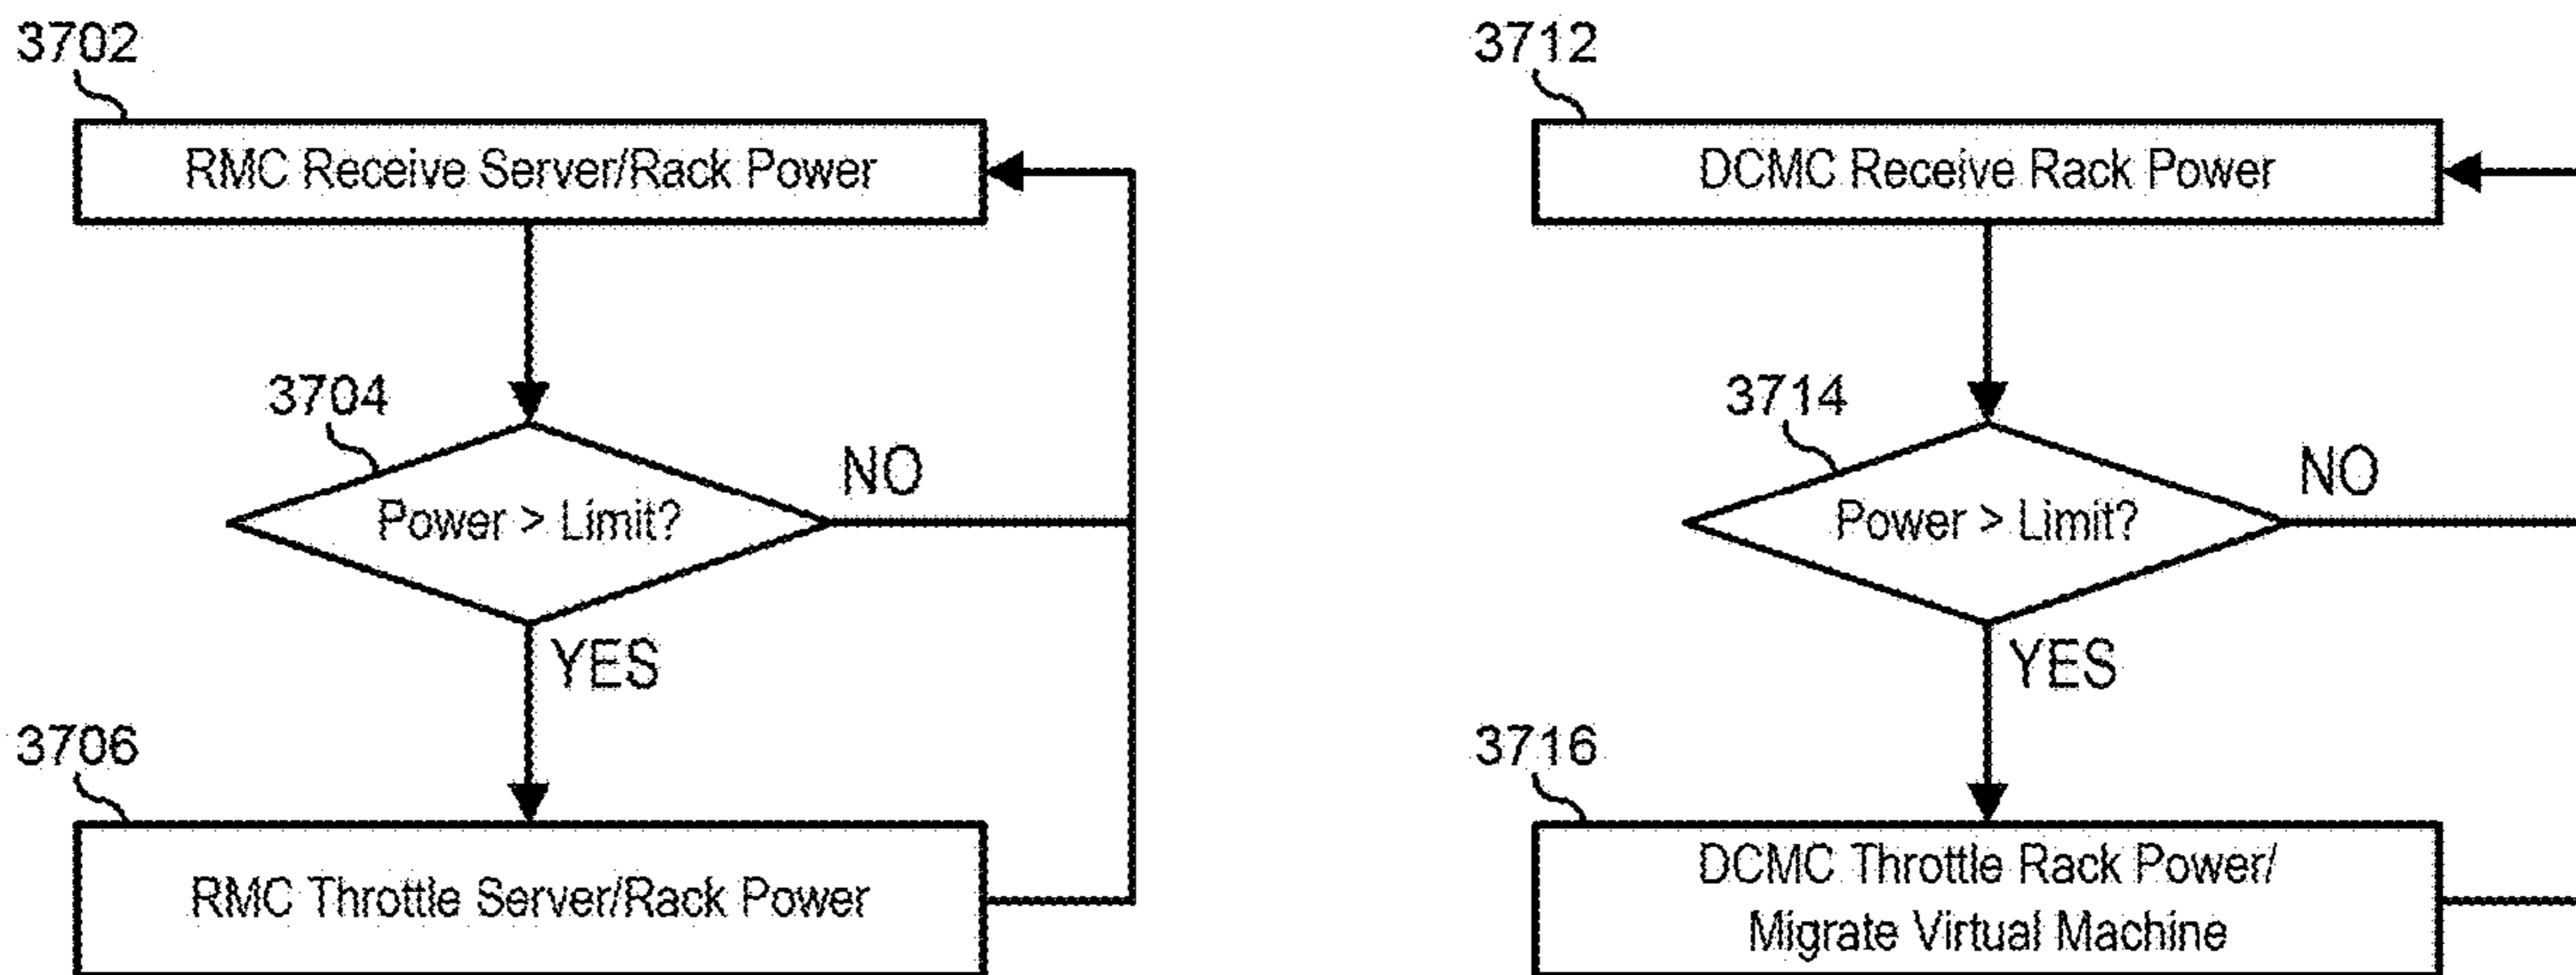 3702
RMC Receive Server/Rack Power
3704
Power > Limit?
NO
YES
3706
RMC Throttle Server/Rack Power
3712
DCMC Receive Rack Power
3714
Power > Limit?
NO
YES
3716
DCMC Throttle Rack Power/
Migrate Virtual Machine